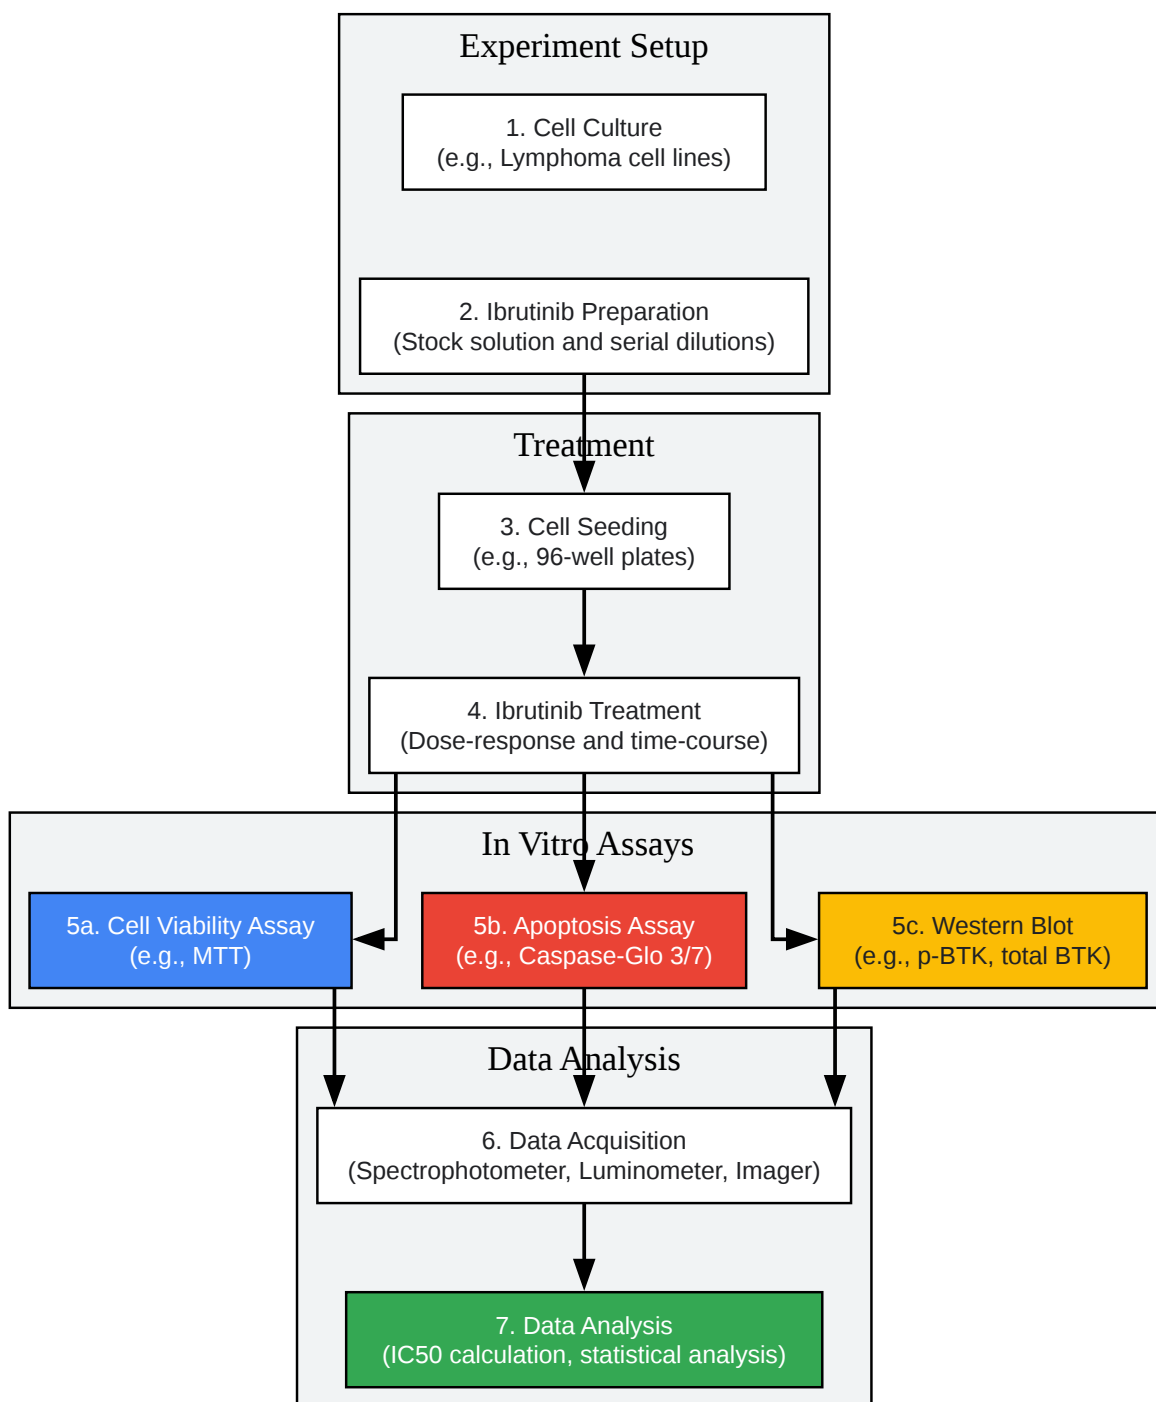 Experiment Setup
1. Cell Culture
(e.g., Lymphoma cell lines)
2. Ibrutinib Preparation
(Stock solution and serial dilutions)
Treatment
3. Cell Seeding
(e.g., 96-well plates)
4. Ibrutinib Treatment
(Dose-response and time-course)
In Vitro Assays
5a. Cell Viability Assay
(e.g., MTT)
5b. Apoptosis Assay
(e.g., Caspase-Glo 3/7)
5c. Western Blot
(e.g., p-BTK, total BTK)
Data Analysis
6. Data Acquisition
(Spectrophotometer, Luminometer, Imager)
7. Data Analysis
(IC50 calculation, statistical analysis)